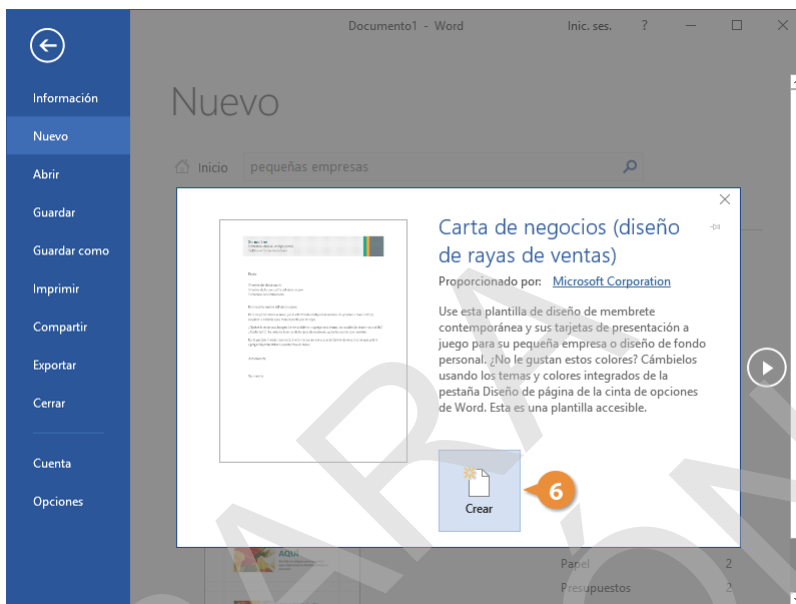 Documento1 - Word
Inic. ses.
?
Información
Nuevo
Abrir
Guardar
Guardar como
Imprimir
Compartir
Exportar
Cerrar
Cuenta
Opciones
Nuevo
Inicio
pequeñas empresas
Carta de negocios (diseño
de rayas de ventas)
Proporcionado por: Microsoft Corporation
Use esta plantilla de diseño de membrete
contemporánea y sus tarjetas de presentación a
juego para su pequeña empresa o diseño de fondo
personal. ¿No le gustan estos colores? Cámbielos
usando los temas y colores integrados de la
pestaña Diseño de página de la cinta de opciones
de Word. Esta es una plantilla accesible.
Crear
6
AQUÍ
Papel 2
Presupuestos 2